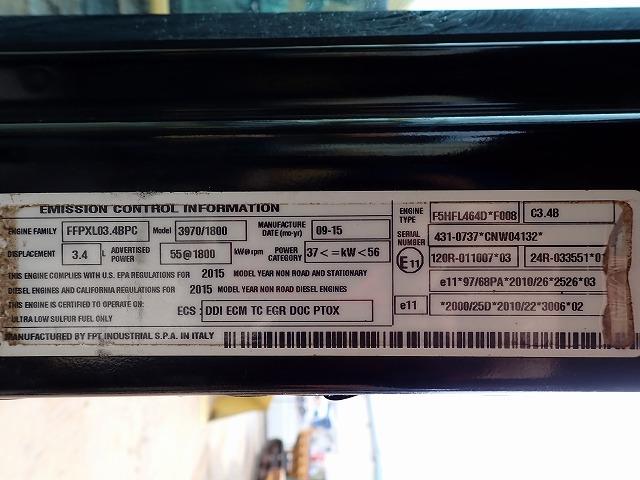 EMISSION CONTROL INFORMATION
ENGINE FAMILY FFPXL03.4BPC Model 3970/1800 MANUFACTURE DATE (mo-yr) 09-15
DISPLACEMENT 3.4 L ADVERTISED POWER 55@1800 kW@rpm POWER CATEGORY 37<=kW<56
THIS ENGINE COMPLIES WITH U.S. EPA REGULATIONS FOR 2015 MODEL YEAR NON ROAD AND STATIONARY
DIESEL ENGINES AND CALIFORNIA REGULATIONS FOR 2015 MODEL YEAR NON ROAD DIESEL ENGINES
THIS ENGINE IS CERTIFIED TO OPERATE ON:
ULTRA LOW SULFUR FUEL ONLY
ECS : DDI ECM TC EGR DOC PTOX
MANUFACTURED BY FPT INDUSTRIAL S.P.A. IN ITALY
ENGINE TYPE F5HFL464D*F008 C3.4B
SERIAL NUMBER 431-0737*CNW04132*
E11 120R-011007*03 24R-033551*01
e11*97/68PA*2010/26*2526*03
e11 *2000/25D*2010/22*3006*02